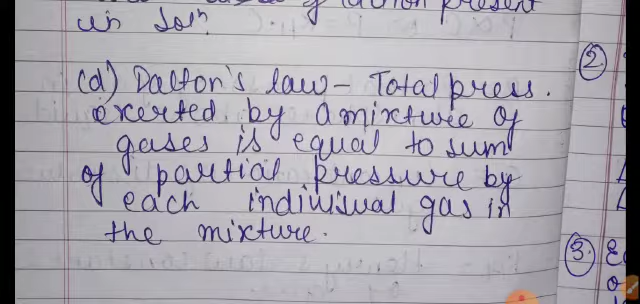 in Soln
(d) Dalton's law - Total press.
exerted by a mixture of
gases is equal to sum
of partial pressure by
each individual gas in
the mixture.
②
③